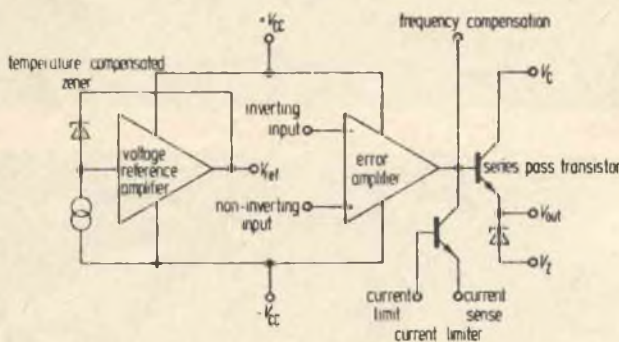 +VCC
frequency compensation
temperature compensated
zener
VC
inverting
input
-
voltage
reference
amplifier
Vref
error
amplifier
series pass transistor
non-inverting
input
+
Vout
VZ
-VCC
current
limit
current
sense
current limiter